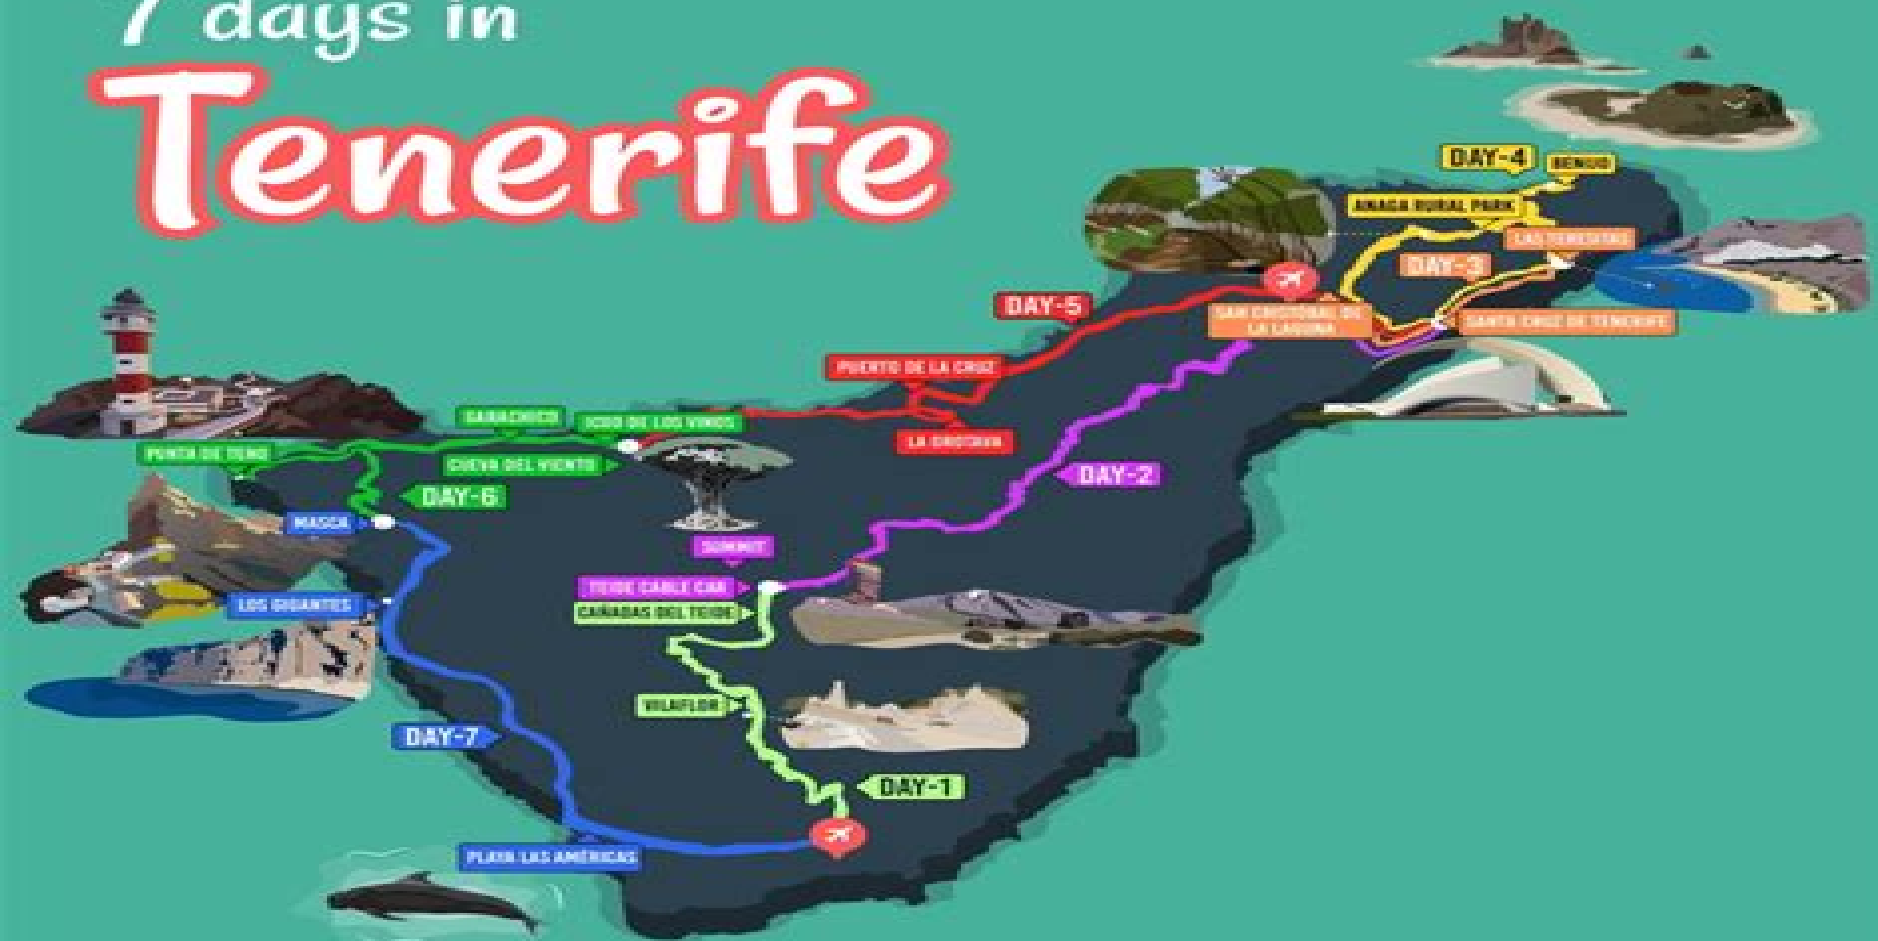 7 days in
Tenerife
DAY-4
BENIJO
ANAGA RURAL PARK
LAS TERESITAS
DAY-3
DAY-5
SAN CRISTÓBAL DE
LA LAGUNA
SANTA CRUZ DE TENERIFE
PUERTO DE LA CRUZ
GARACHICO
ICOD DE LOS VINOS
LA OROTAVA
PUNTA DE TENO
CUEVA DEL VIENTO
DAY-2
DAY-6
MASCA
SUMMIT
TEIDE CABLE CAR
LOS GIGANTES
CAÑADAS DEL TEIDE
VILAFLOR
DAY-7
DAY-1
PLAYA LAS AMÉRICAS